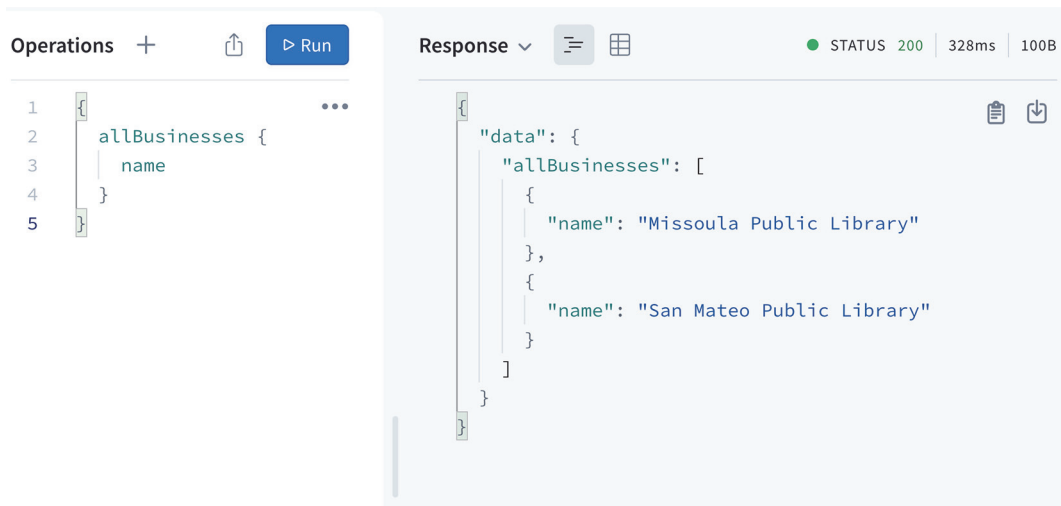 Operations + Run
1 {
2   allBusinesses {
3     name
4   }
5 }
Response STATUS 200 328ms 100B
{
  "data": {
    "allBusinesses": [
      {
        "name": "Missoula Public Library"
      },
      {
        "name": "San Mateo Public Library"
      }
    ]
  }
}